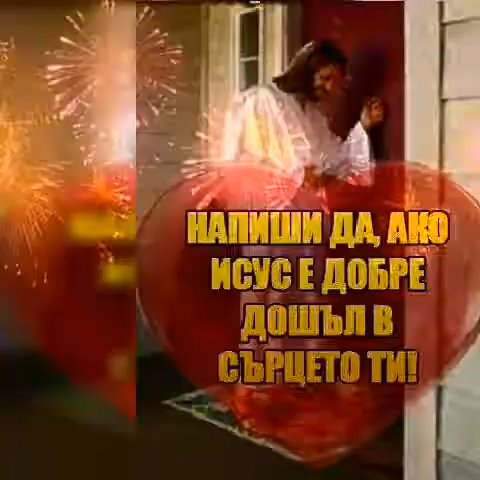 НАПИШИ ДА, АКО
ИСУС Е ДОБРЕ
ДОШЪЛ В
СЪРЦЕТО ТИ!